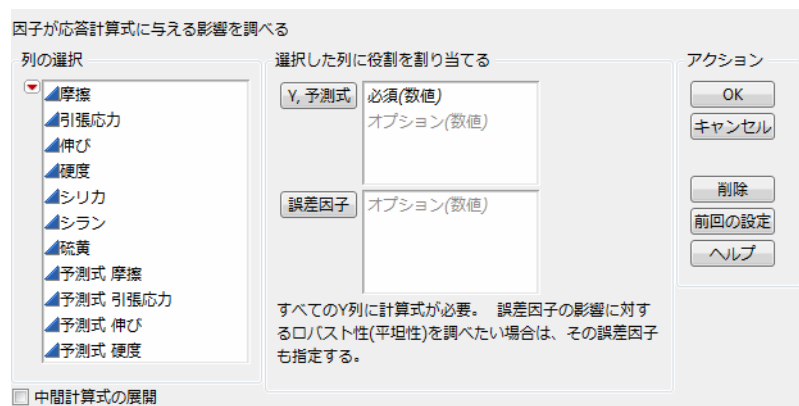 因子が応答計算式に与える影響を調べる
列の選択
摩擦
引張応力
伸び
硬度
シリカ
シラン
硫黄
予測式 摩擦
予測式 引張応力
予測式 伸び
予測式 硬度
中間計算式の展開
選択した列に役割を割り当てる
Y, 予測式
必須(数値)
オプション(数値)
誤差因子
オプション(数値)
すべてのY列に計算式が必要。 誤差因子の影響に対す
るロバスト性(平坦性)を調べたい場合は、その誤差因子
も指定する。
アクション
OK
キャンセル
削除
前回の設定
ヘルプ